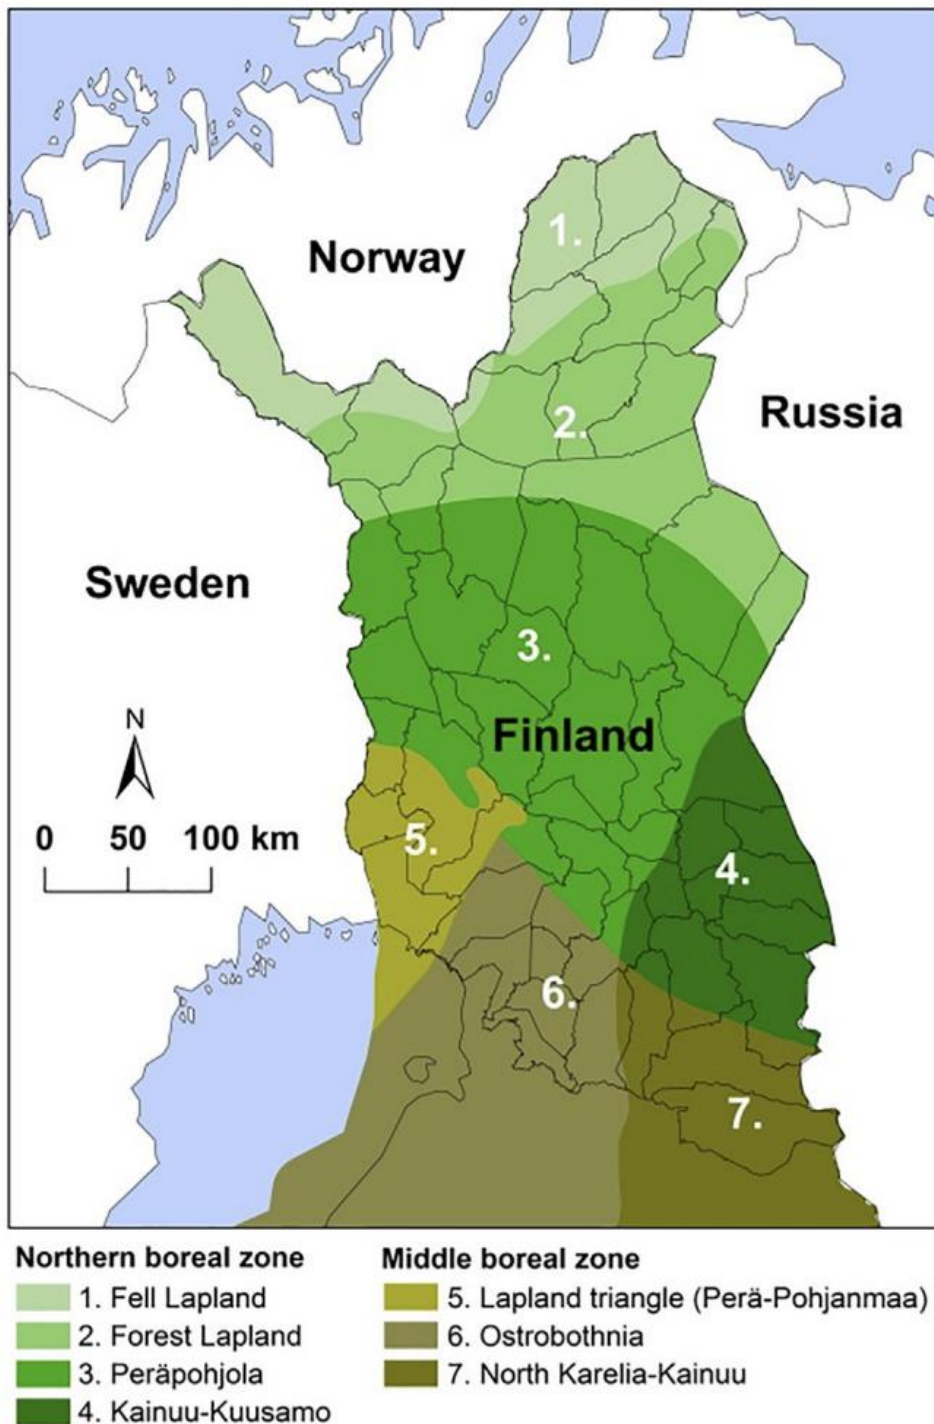 1.
Norway
2.
Russia
Sweden
3.
N
Finland
0 50 100 km
5.
4.
6.
7.
Northern boreal zone
1. Fell Lapland
2. Forest Lapland
3. Peräpohjola
4. Kainuu-Kuusamo
Middle boreal zone
5. Lapland triangle (Perä-Pohjanmaa)
6. Ostrobothnia
7. North Karelia-Kainuu